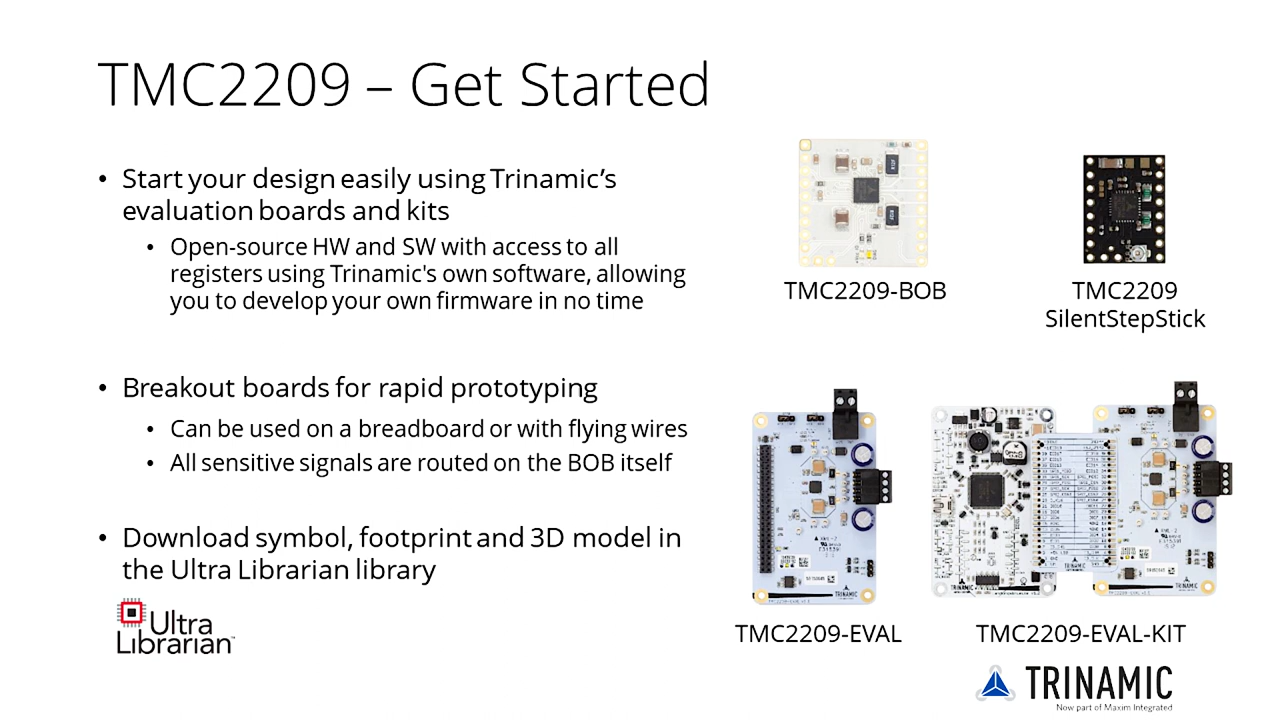 TMC2209 – Get Started
• Start your design easily using Trinamic’s
evaluation boards and kits
• Open-source HW and SW with access to all
registers using Trinamic's own software, allowing
you to develop your own firmware in no time
• Breakout boards for rapid prototyping
• Can be used on a breadboard or with flying wires
• All sensitive signals are routed on the BOB itself
• Download symbol, footprint and 3D model in
the Ultra Librarian library
Ultra
Librarian™
TMC2209-BOB
TMC2209
SilentStepStick
TRINAMIC
TMC2209-EVAL
TRINAMIC
TMC2209-EVAL-KIT
TRINAMIC
Now part of Maxim Integrated